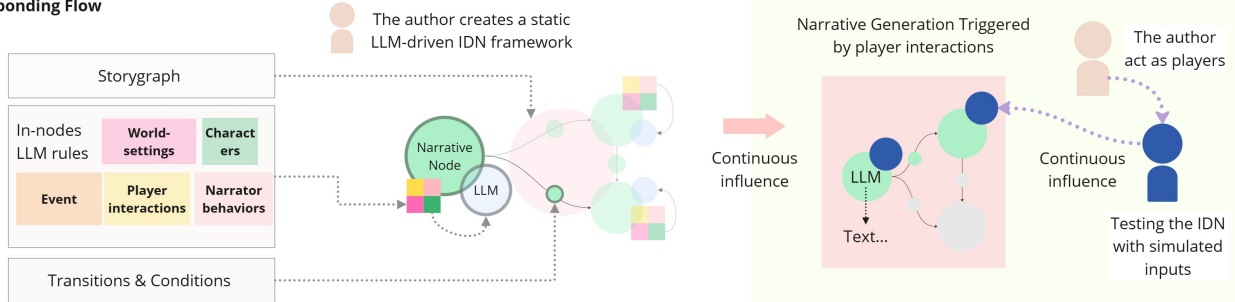 ponding Flow
The author creates a static
LLM-driven IDN framework
Storygraph
In-nodes
LLM rules
World-
settings
Charact
ers
Event
Player
interactions
Narrator
behaviors
Transitions & Conditions
Narrative
Node
LLM
Continuous
influence
Narrative Generation Triggered
by player interactions
LLM
Text...
The author
act as players
Continuous
influence
Testing the IDN
with simulated
inputs